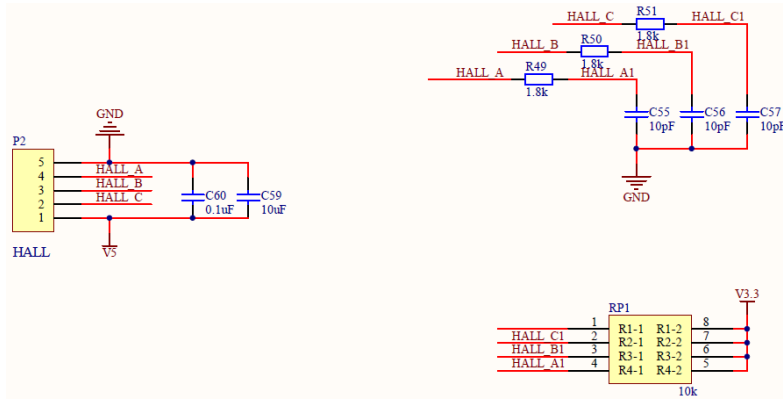 HALL_C R51 HALL_C1
1.8k
HALL_B R50 HALL_B1
1.8k
HALL_A R49 HALL_A1
1.8k
C55 C56 C57
10pF 10pF 10pF
GND
GND
P2
5
4 HALL_A
3 HALL_B
2 HALL_C
1
C60 C59
0.1uF 10uF
HALL
V5
V3.3
RP1
1 R1-1 R1-2 8
HALL_C1 2 R2-1 R2-2 7
HALL_B1 3 R3-1 R3-2 6
HALL_A1 4 R4-1 R4-2 5
10k